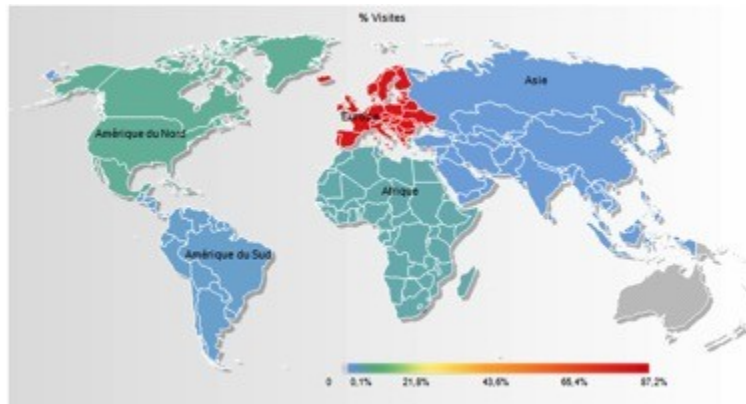 % Visites
Asie
Europe
Amérique du Nord
Afrique
Amérique du Sud
0 0,1% 21,8% 43,6% 65,4% 87,2%